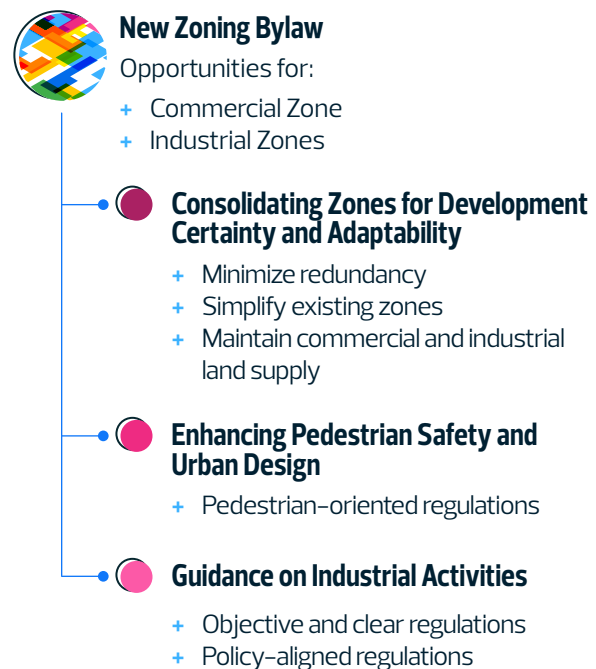 New Zoning Bylaw
Opportunities for:
+ Commercial Zone
+ Industrial Zones
Consolidating Zones for Development
Certainty and Adaptability
+ Minimize redundancy
+ Simplify existing zones
+ Maintain commercial and industrial
land supply
Enhancing Pedestrian Safety and
Urban Design
+ Pedestrian-oriented regulations
Guidance on Industrial Activities
+ Objective and clear regulations
+ Policy-aligned regulations